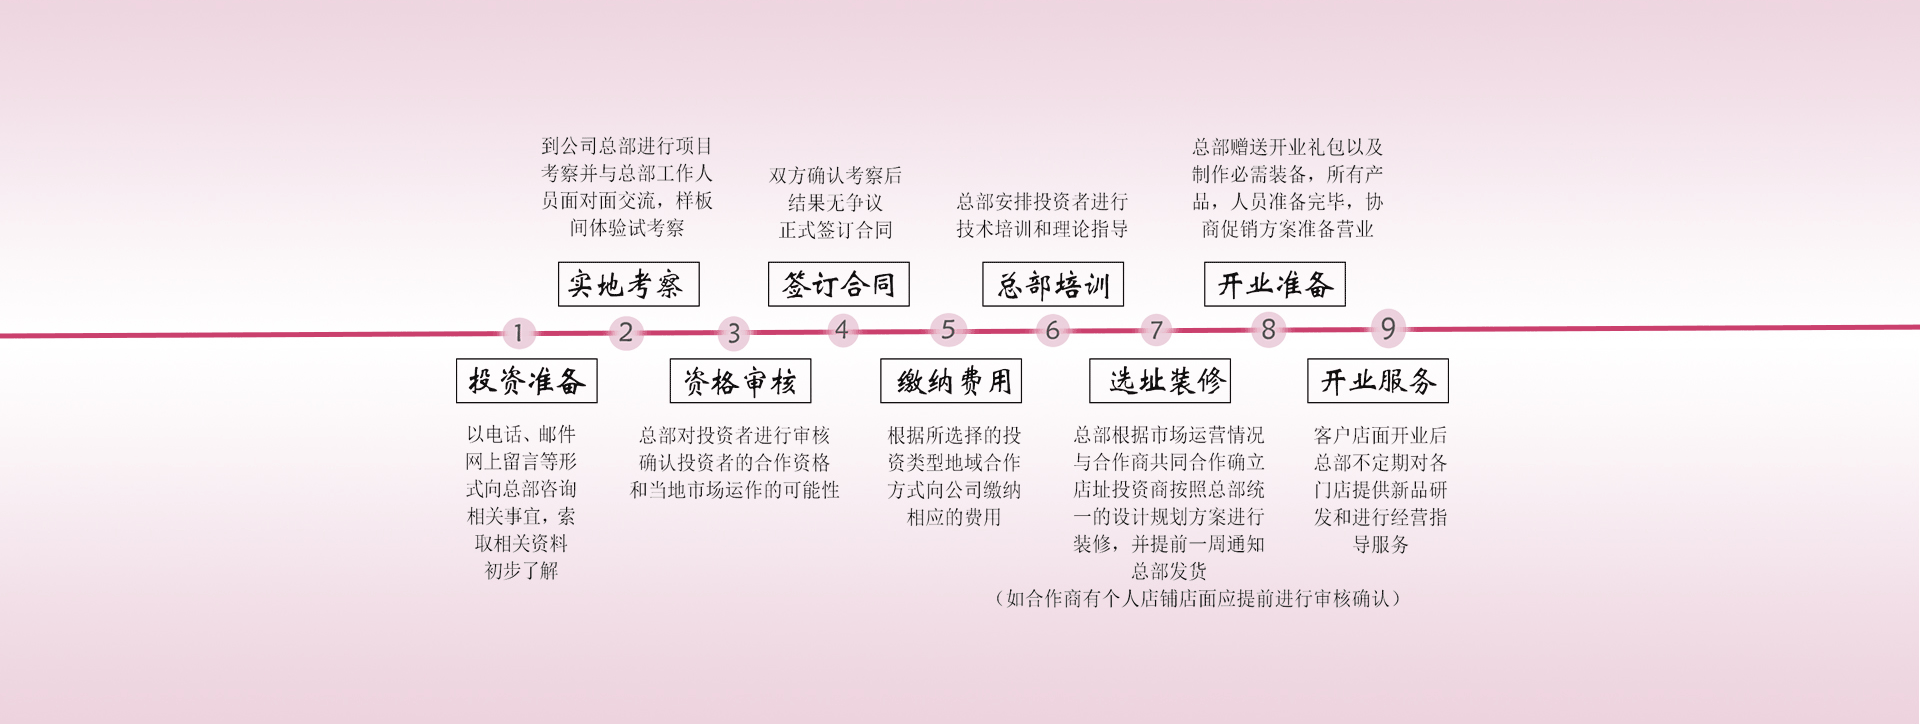 1
投资准备
以电话、邮件
网上留言等形
式向总部咨询
相关事宜，索
取相关资料
初步了解
到公司总部进行项目
考察并与总部工作人
员面对面交流，样板
间体验试考察
实地考察
2
3
资格审核
总部对投资者进行审核
确认投资者的合作资格
和当地市场运作的可能性
双方确认考察后
结果无争议
正式签订合同
签订合同
4
5
缴纳费用
根据所选择的投
资类型地域合作
方式向公司缴纳
相应的费用
总部安排投资者进行
技术培训和理论指导
总部培训
6
7
选址装修
总部根据市场运营情况
与合作商共同合作确立
店址投资商按照总部统
一的设计规划方案进行
装修，并提前一周通知
总部发货
（如合作商有个人店铺店面应提前进行审核确认）
总部赠送开业礼包以及
制作必需装备，所有产
品，人员准备完毕，协
商促销方案准备营业
开业准备
8
9
开业服务
客户店面开业后
总部不定期对各
门店提供新品研
发和进行经营指
导服务